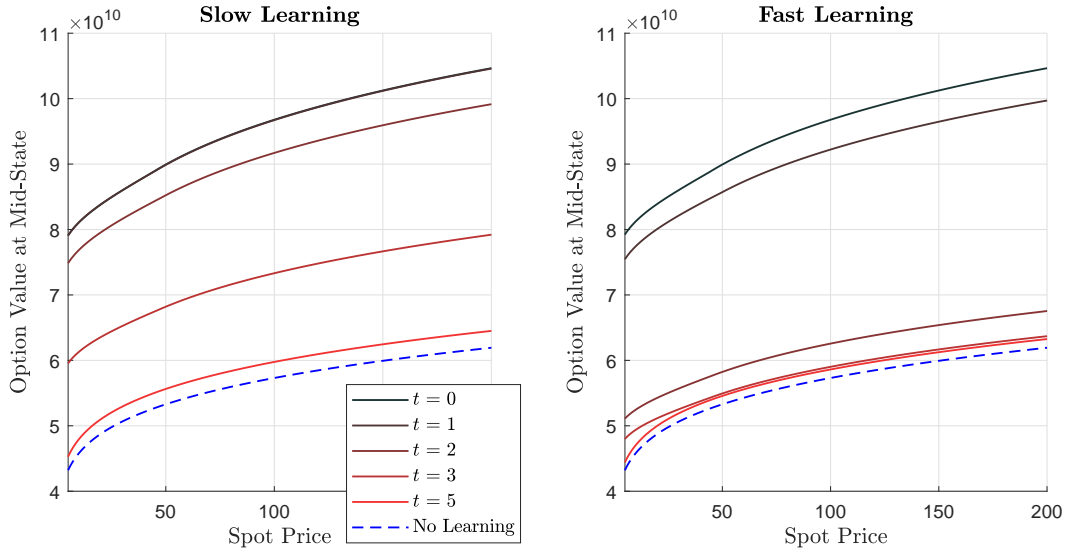 Slow Learning
×10^10
11
10
9
8
7
6
5
4
Option Value at Mid-State
50
100
Spot Price
t = 0
t = 1
t = 2
t = 3
t = 5
No Learning
Fast Learning
×10^10
11
10
9
8
7
6
5
4
Option Value at Mid-State
50
100
150
200
Spot Price